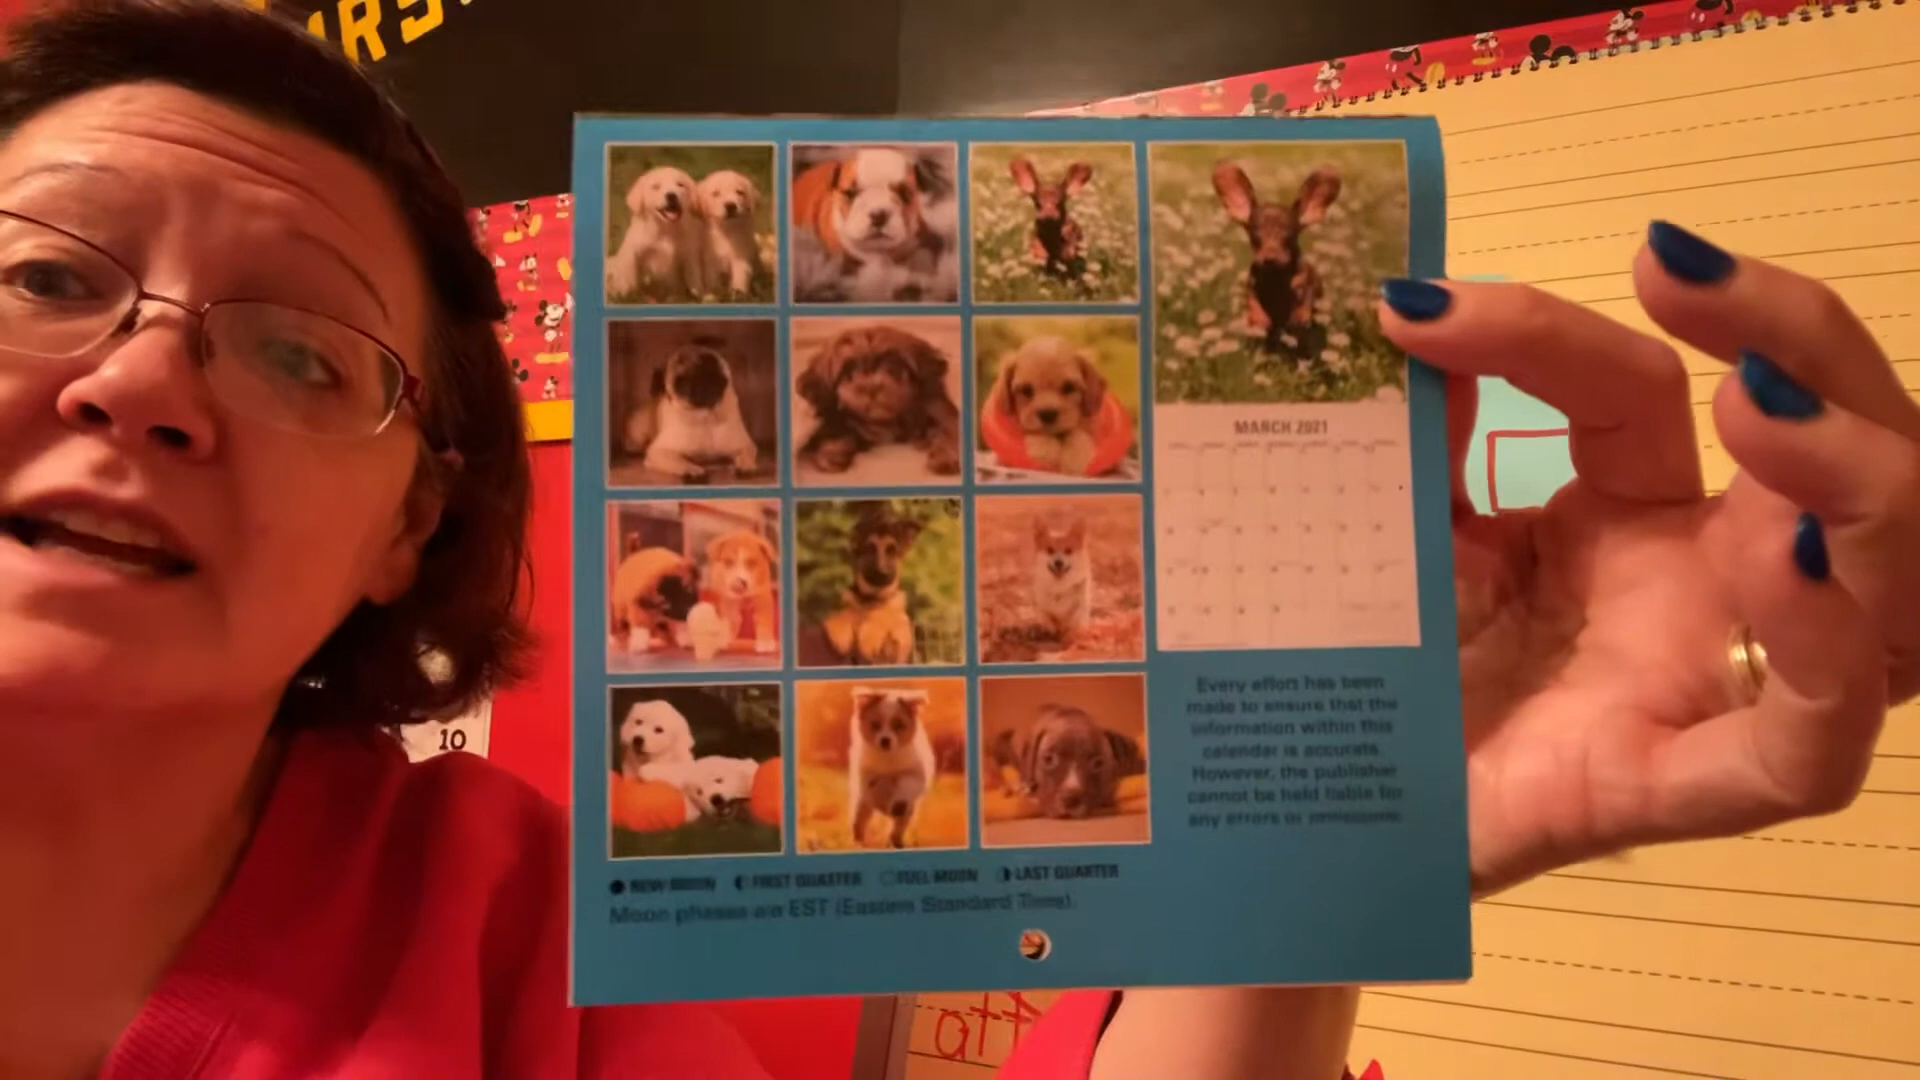 ARS
MARCH 2021
Every effort has been
made to ensure that the
information within this
calendar is accurate.
However, the publisher
cannot be held liable for
any errors or omissions.
NEW MOON FIRST QUARTER FULL MOON LAST QUARTER
Moon phases are EST (Eastern Standard Time).
10
att